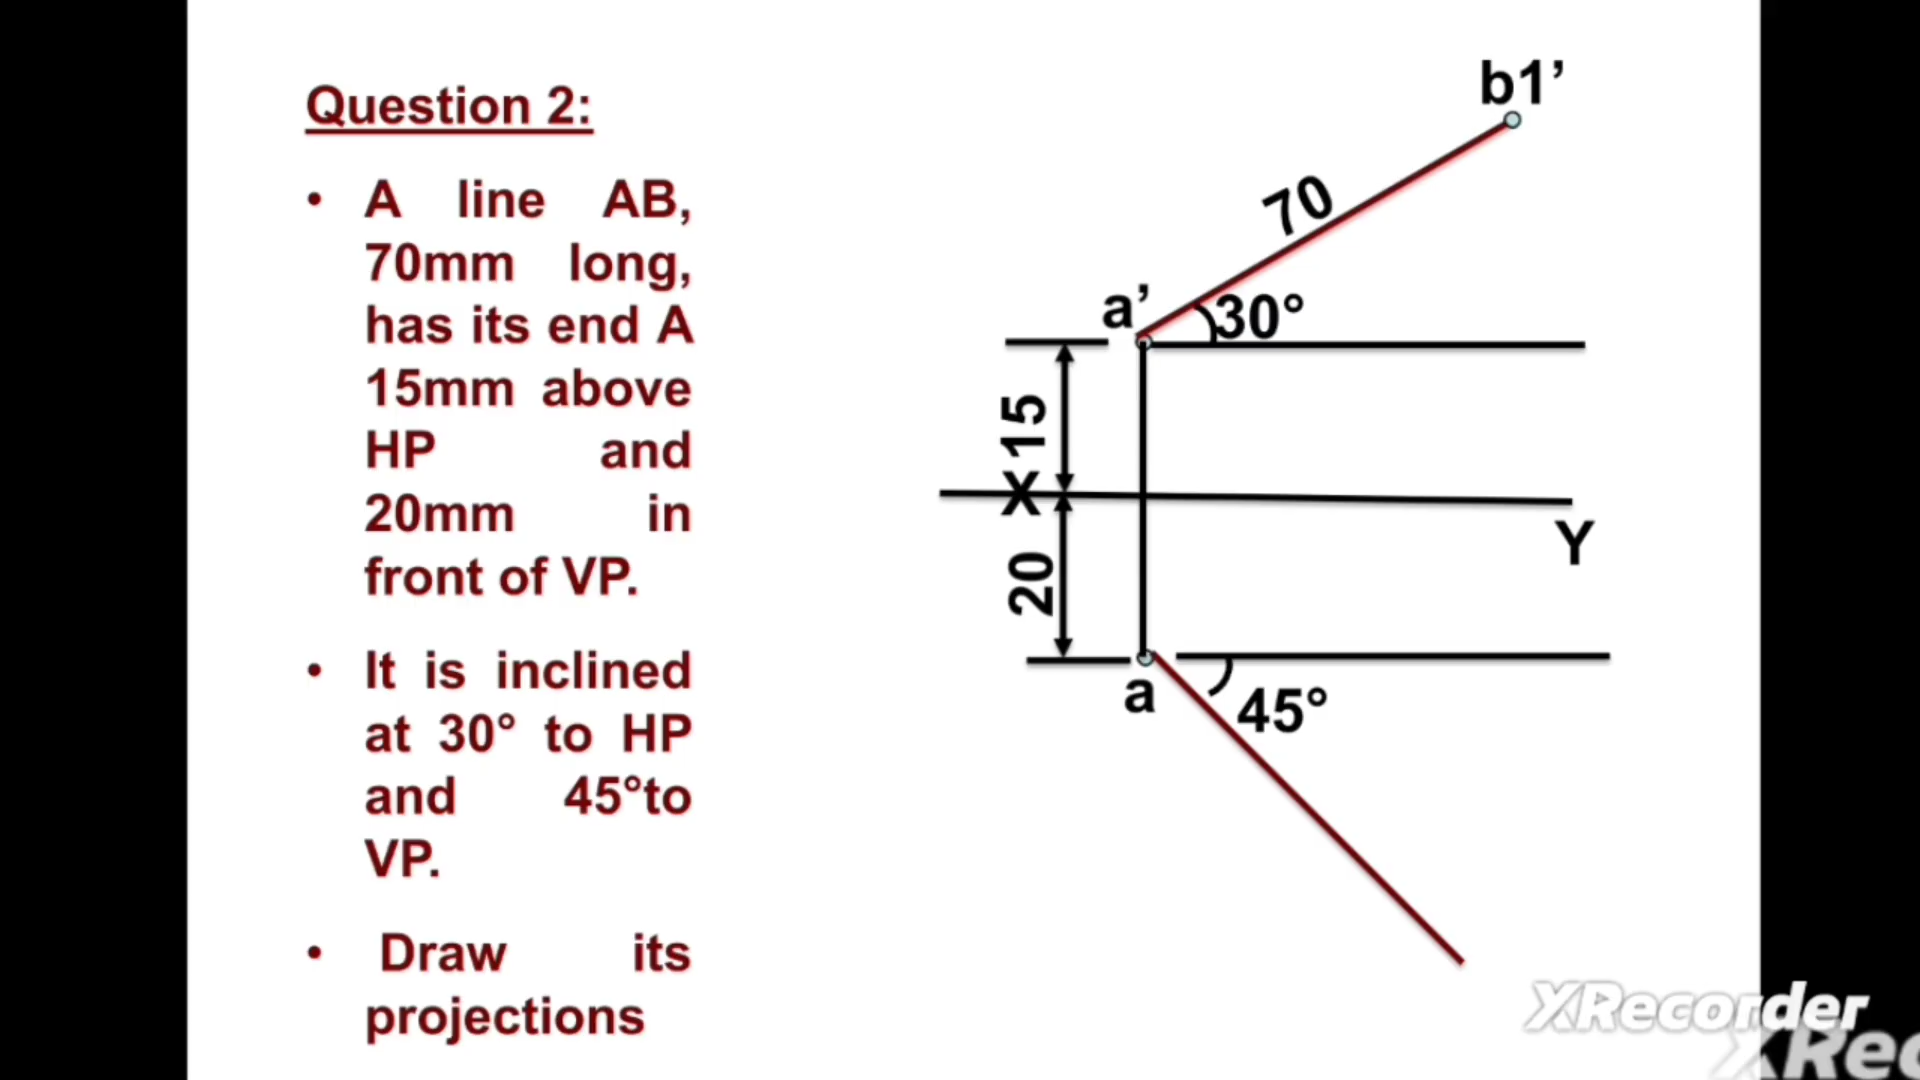 Question 2:
• A line AB,
70mm long,
has its end A
15mm above
HP and
20mm in
front of VP.
• It is inclined
at 30° to HP
and 45°to
VP.
• Draw its
projections
b1’
70
a’
30°
15
X
Y
20
a
45°
XRecorder
XRec